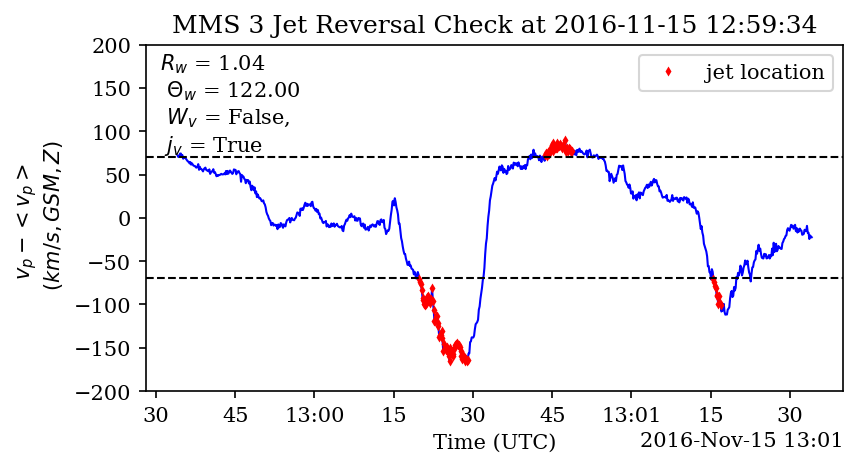 MMS 3 Jet Reversal Check at 2016-11-15 12:59:34
R_w = 1.04
Θ_w = 122.00
W_v = False,
j_v = True
jet location
200
150
100
50
0
−50
−100
−150
−200
v_p − < v_p >
(km/s, GSM, Z)
30 45 13:00 15 30 45 13:01 15 30
Time (UTC)
2016-Nov-15 13:01